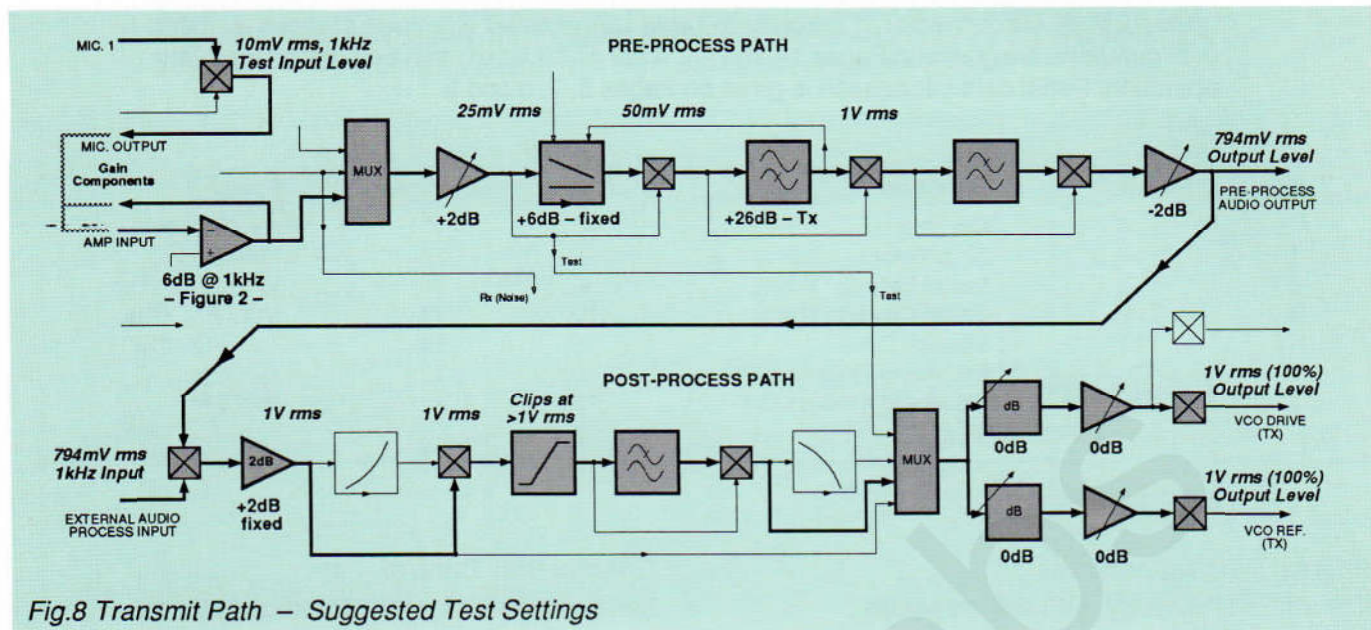 MIC. 1
10mV rms, 1kHz
Test Input Level
PRE-PROCESS PATH
25mV rms
50mV rms
1V rms
794mV rms
Output Level
MIC. OUTPUT
Gain
Components
MUX
PRE-PROCESS
AUDIO OUTPUT
+2dB
+6dB – fixed
+26dB – Tx
-2dB
AMP INPUT
–
+
6dB @ 1kHz
– Figure 2 –
Test
Rx (Noise)
Test
POST-PROCESS PATH
1V rms
1V rms
Clips at
>1V rms
1V rms (100%)
Output Level
794mV rms
1kHz Input
2dB
MUX
dB
0dB
0dB
VCO DRIVE
(TX)
+2dB
fixed
EXTERNAL AUDIO
PROCESS INPUT
1V rms (100%)
Output Level
dB
0dB
0dB
VCO REF.
(TX)
Fig.8 Transmit Path – Suggested Test Settings